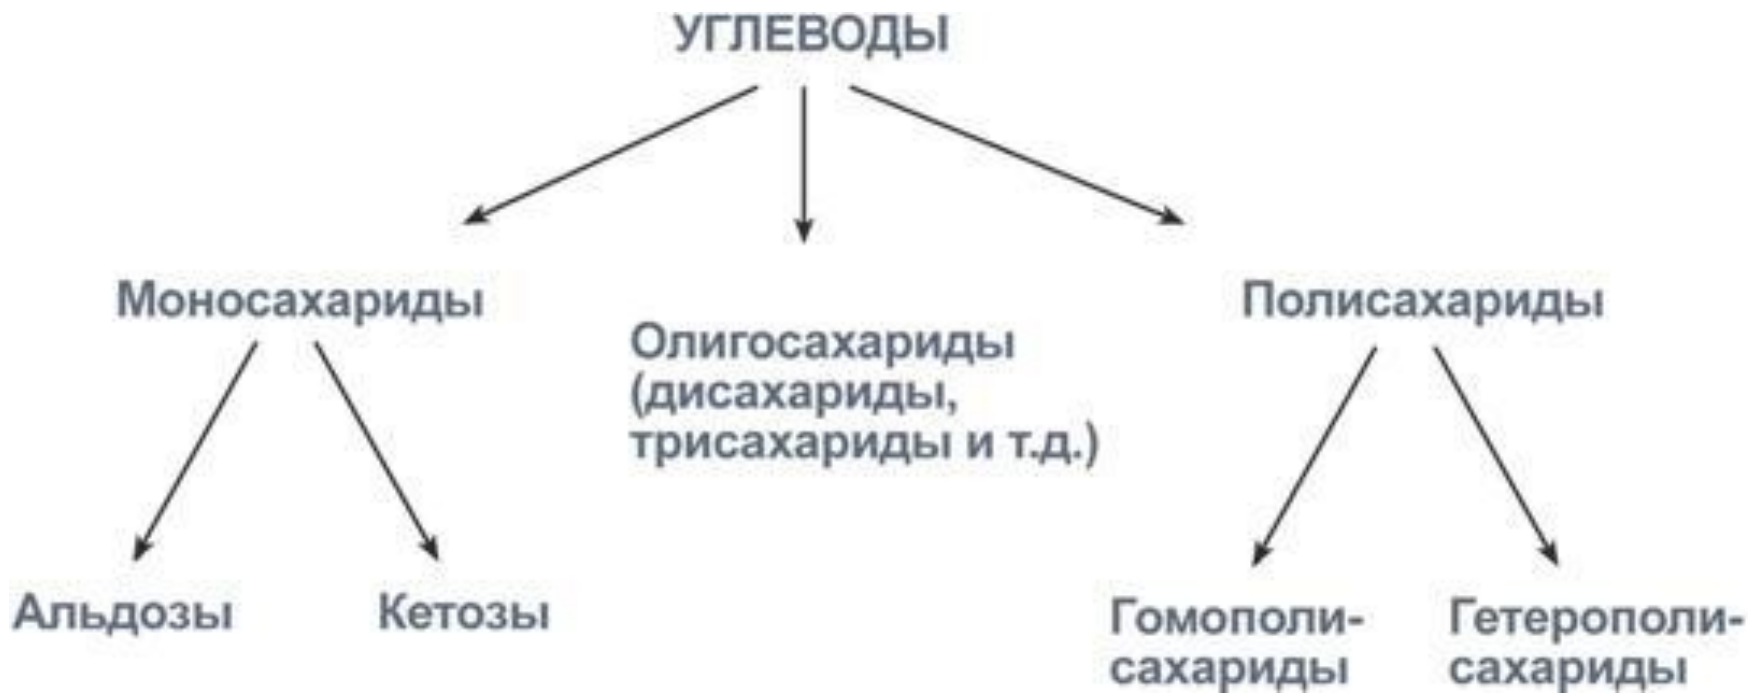 УГЛЕВОДЫ
Моносахариды
Олигосахариды
(дисахариды,
трисахариды и т.д.)
Полисахариды
Альдозы
Кетозы
Гомополи-
сахариды
Гетерополи-
сахариды